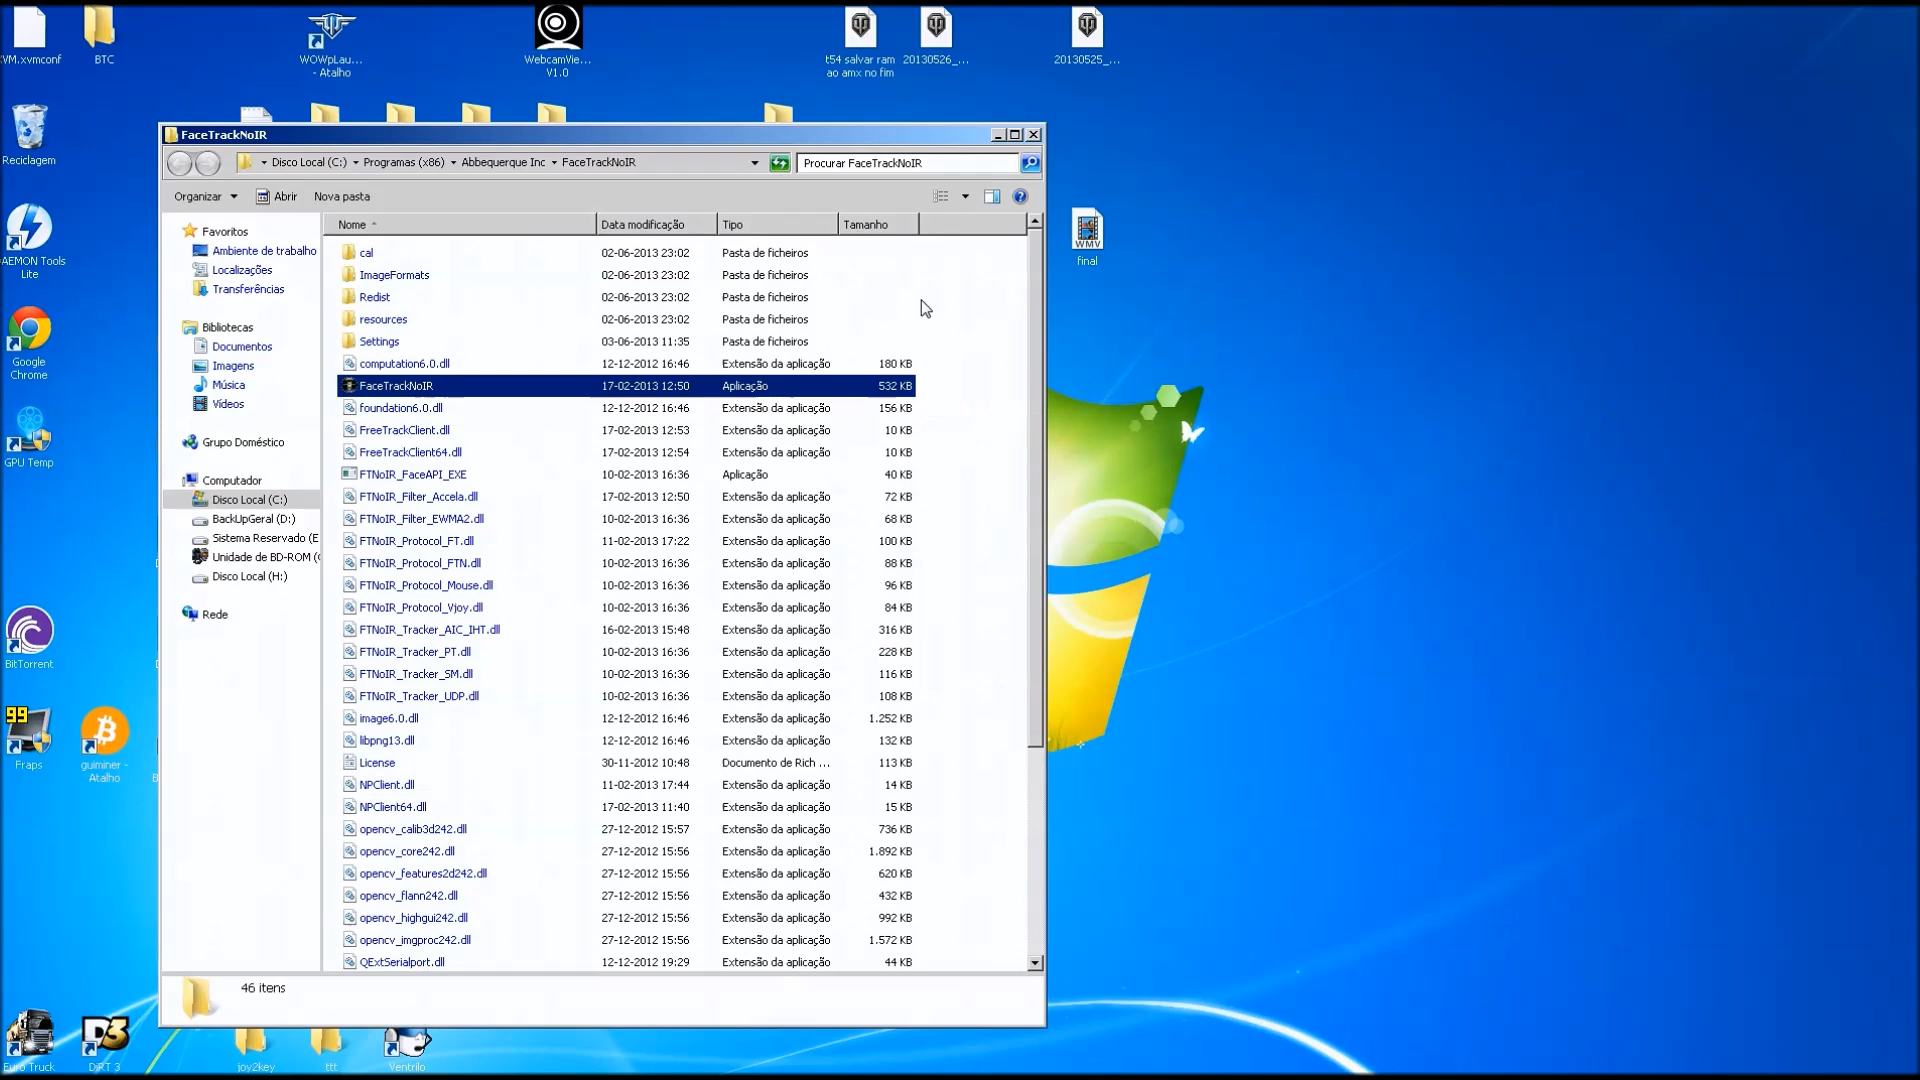 VM.xvmconf
BTC
WOWpLau...
- Atalho
WebcamVie...
V1.0
t54 salvar ram
ao amx no fim
20130526_...
20130525_...
Reciclagem
AEMON Tools
Lite
Google
Chrome
GPU Temp
BitTorrent
99
Fraps
guiminer -
Atalho
Euro Truck
D3
DiRT 3
joy2key
ttt
Ventrilo
WMV
final
FaceTrackNoIR
Disco Local (C:)
Programas (x86)
Abbequerque Inc
FaceTrackNoIR
Procurar FaceTrackNoIR
Organizar
Abrir
Nova pasta
Favoritos
Ambiente de trabalho
Localizações
Transferências
Bibliotecas
Documentos
Imagens
Música
Vídeos
Grupo Doméstico
Computador
Disco Local (C:)
BackUpGeral (D:)
Sistema Reservado (E
Unidade de BD-ROM (
Disco Local (H:)
Rede
Nome Data modificação Tipo Tamanho
cal 02-06-2013 23:02 Pasta de ficheiros
ImageFormats 02-06-2013 23:02 Pasta de ficheiros
Redist 02-06-2013 23:02 Pasta de ficheiros
resources 02-06-2013 23:02 Pasta de ficheiros
Settings 03-06-2013 11:35 Pasta de ficheiros
computation6.0.dll 12-12-2012 16:46 Extensão da aplicação 180 KB
FaceTrackNoIR 17-02-2013 12:50 Aplicação 532 KB
foundation6.0.dll 12-12-2012 16:46 Extensão da aplicação 156 KB
FreeTrackClient.dll 17-02-2013 12:53 Extensão da aplicação 10 KB
FreeTrackClient64.dll 17-02-2013 12:54 Extensão da aplicação 10 KB
FTNoIR_FaceAPI_EXE 10-02-2013 16:36 Aplicação 40 KB
FTNoIR_Filter_Accela.dll 17-02-2013 12:50 Extensão da aplicação 72 KB
FTNoIR_Filter_EWMA2.dll 10-02-2013 16:36 Extensão da aplicação 68 KB
FTNoIR_Protocol_FT.dll 11-02-2013 17:22 Extensão da aplicação 100 KB
FTNoIR_Protocol_FTN.dll 10-02-2013 16:36 Extensão da aplicação 88 KB
FTNoIR_Protocol_Mouse.dll 10-02-2013 16:36 Extensão da aplicação 96 KB
FTNoIR_Protocol_Vjoy.dll 10-02-2013 16:36 Extensão da aplicação 84 KB
FTNoIR_Tracker_AIC_IHT.dll 16-02-2013 15:48 Extensão da aplicação 316 KB
FTNoIR_Tracker_PT.dll 10-02-2013 16:36 Extensão da aplicação 228 KB
FTNoIR_Tracker_SM.dll 10-02-2013 16:36 Extensão da aplicação 116 KB
FTNoIR_Tracker_UDP.dll 10-02-2013 16:36 Extensão da aplicação 108 KB
image6.0.dll 12-12-2012 16:46 Extensão da aplicação 1.252 KB
libpng13.dll 12-12-2012 16:46 Extensão da aplicação 132 KB
License 30-11-2012 10:48 Documento de Rich ... 113 KB
NPClient.dll 11-02-2013 17:44 Extensão da aplicação 14 KB
NPClient64.dll 17-02-2013 11:40 Extensão da aplicação 15 KB
opencv_calib3d242.dll 27-12-2012 15:57 Extensão da aplicação 736 KB
opencv_core242.dll 27-12-2012 15:56 Extensão da aplicação 1.892 KB
opencv_features2d242.dll 27-12-2012 15:56 Extensão da aplicação 620 KB
opencv_flann242.dll 27-12-2012 15:56 Extensão da aplicação 432 KB
opencv_highgui242.dll 27-12-2012 15:56 Extensão da aplicação 992 KB
opencv_imgproc242.dll 27-12-2012 15:56 Extensão da aplicação 1.572 KB
QExtSerialport.dll 12-12-2012 19:29 Extensão da aplicação 44 KB
46 itens